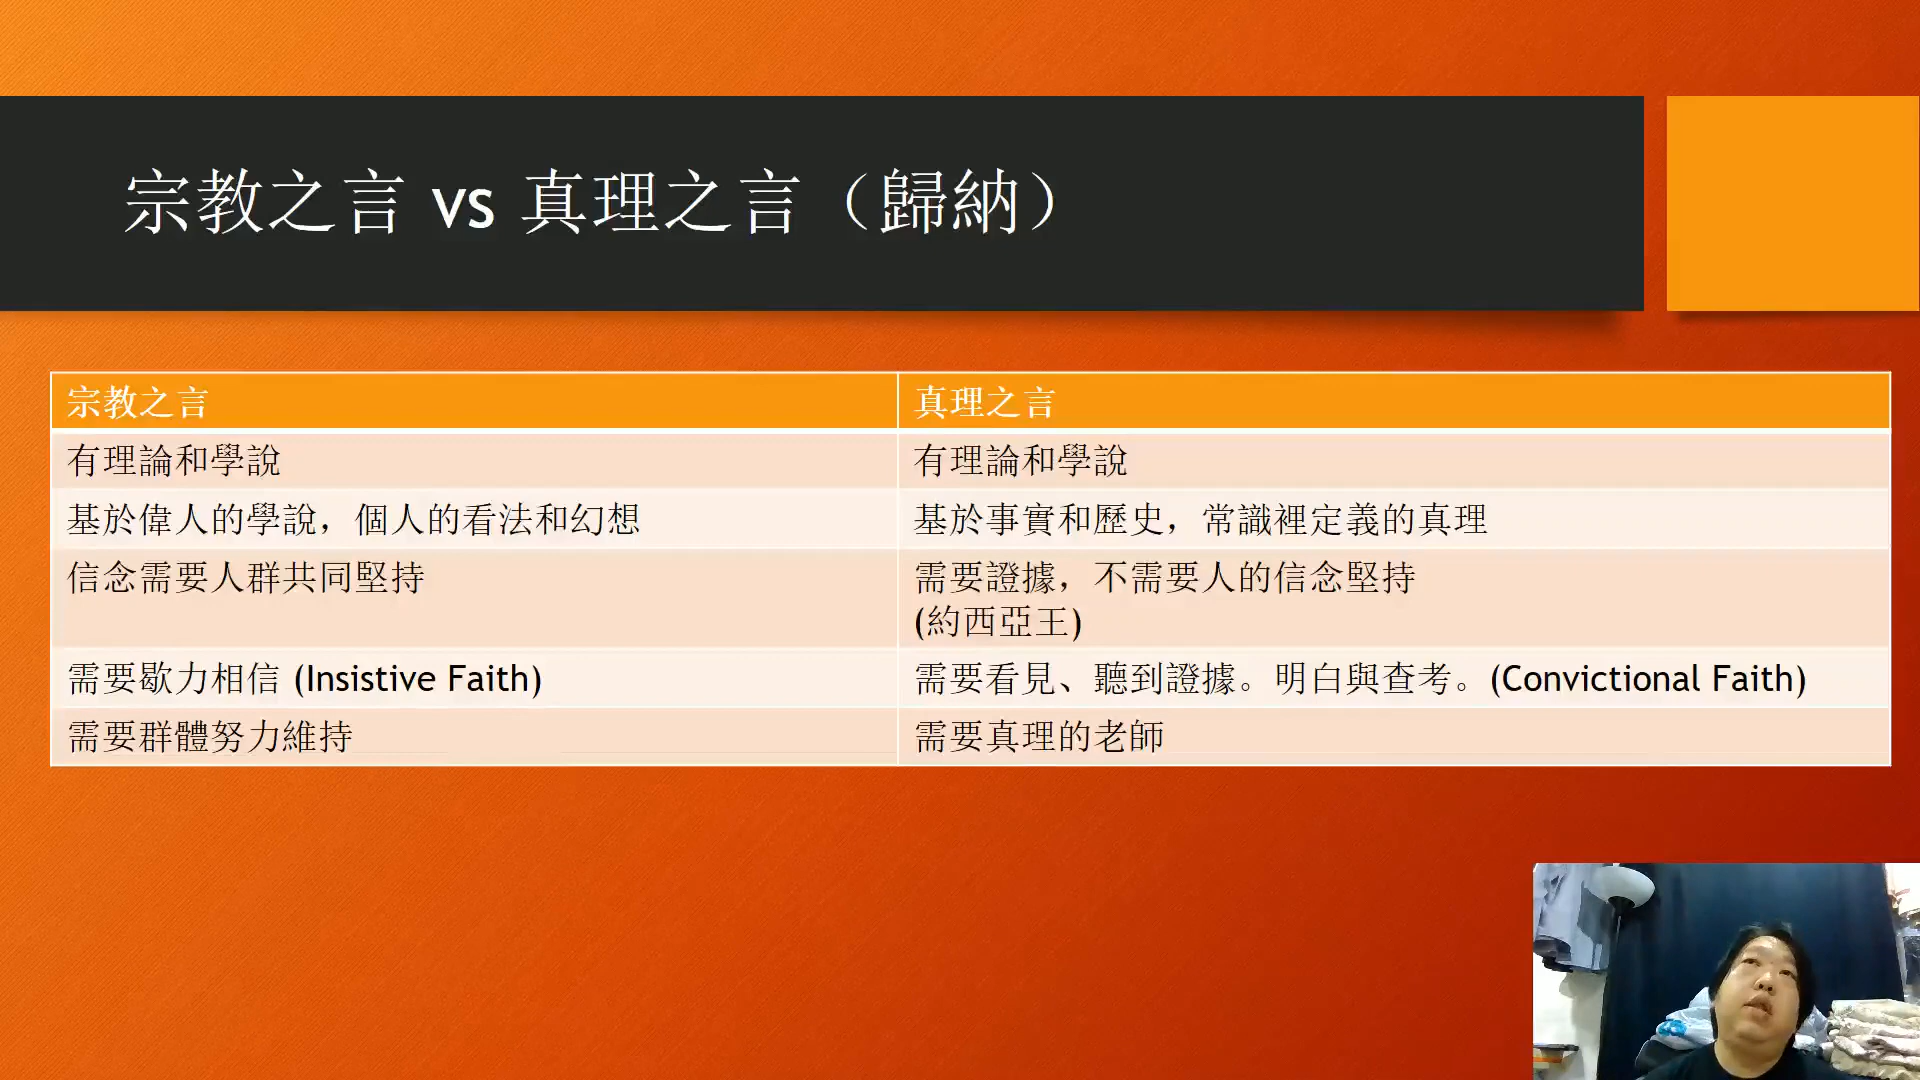 宗教之言 vs 真理之言（歸納）
宗教之言
真理之言
有理論和學說
有理論和學說
基於偉人的學說，個人的看法和幻想
基於事實和歷史，常識裡定義的真理
信念需要人群共同堅持
需要證據，不需要人的信念堅持
(約西亞王)
需要歇力相信 (Insistive Faith)
需要看見、聽到證據。明白與查考。(Convictional Faith)
需要群體努力維持
需要真理的老師